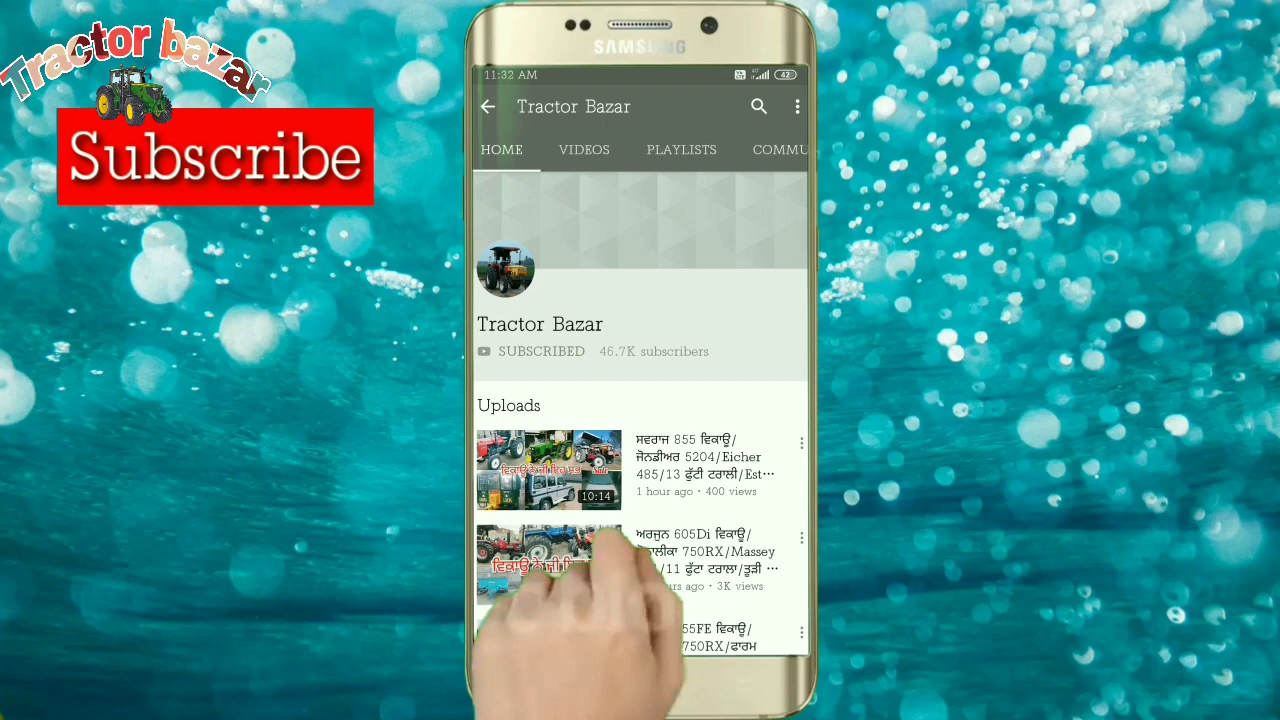 Tractor bazar
Subscribe
SAMSUNG
11:32 AM
42
Tractor Bazar
HOME VIDEOS PLAYLISTS COMMU
Tractor Bazar
SUBSCRIBED 46.7K subscribers
Uploads
ਸਵਰਾਜ 855 ਵਿਕਾਊ/
ਜੋਨਡੀਅਰ 5204/Eicher
485/13 ਫੁੱਟੀ ਟਰਾਲੀ/Est...
1 hour ago • 400 views
10:14
ਅਰਜੁਨ 605Di ਵਿਕਾਊ/
750RX/Massey
/11 ਫੁੱਟਾ ਟਰਾਲਾ/ਤੂੜੀ ...
ago • 3K views
55FE ਵਿਕਾਊ/
750RX/ਫਾਰਮ